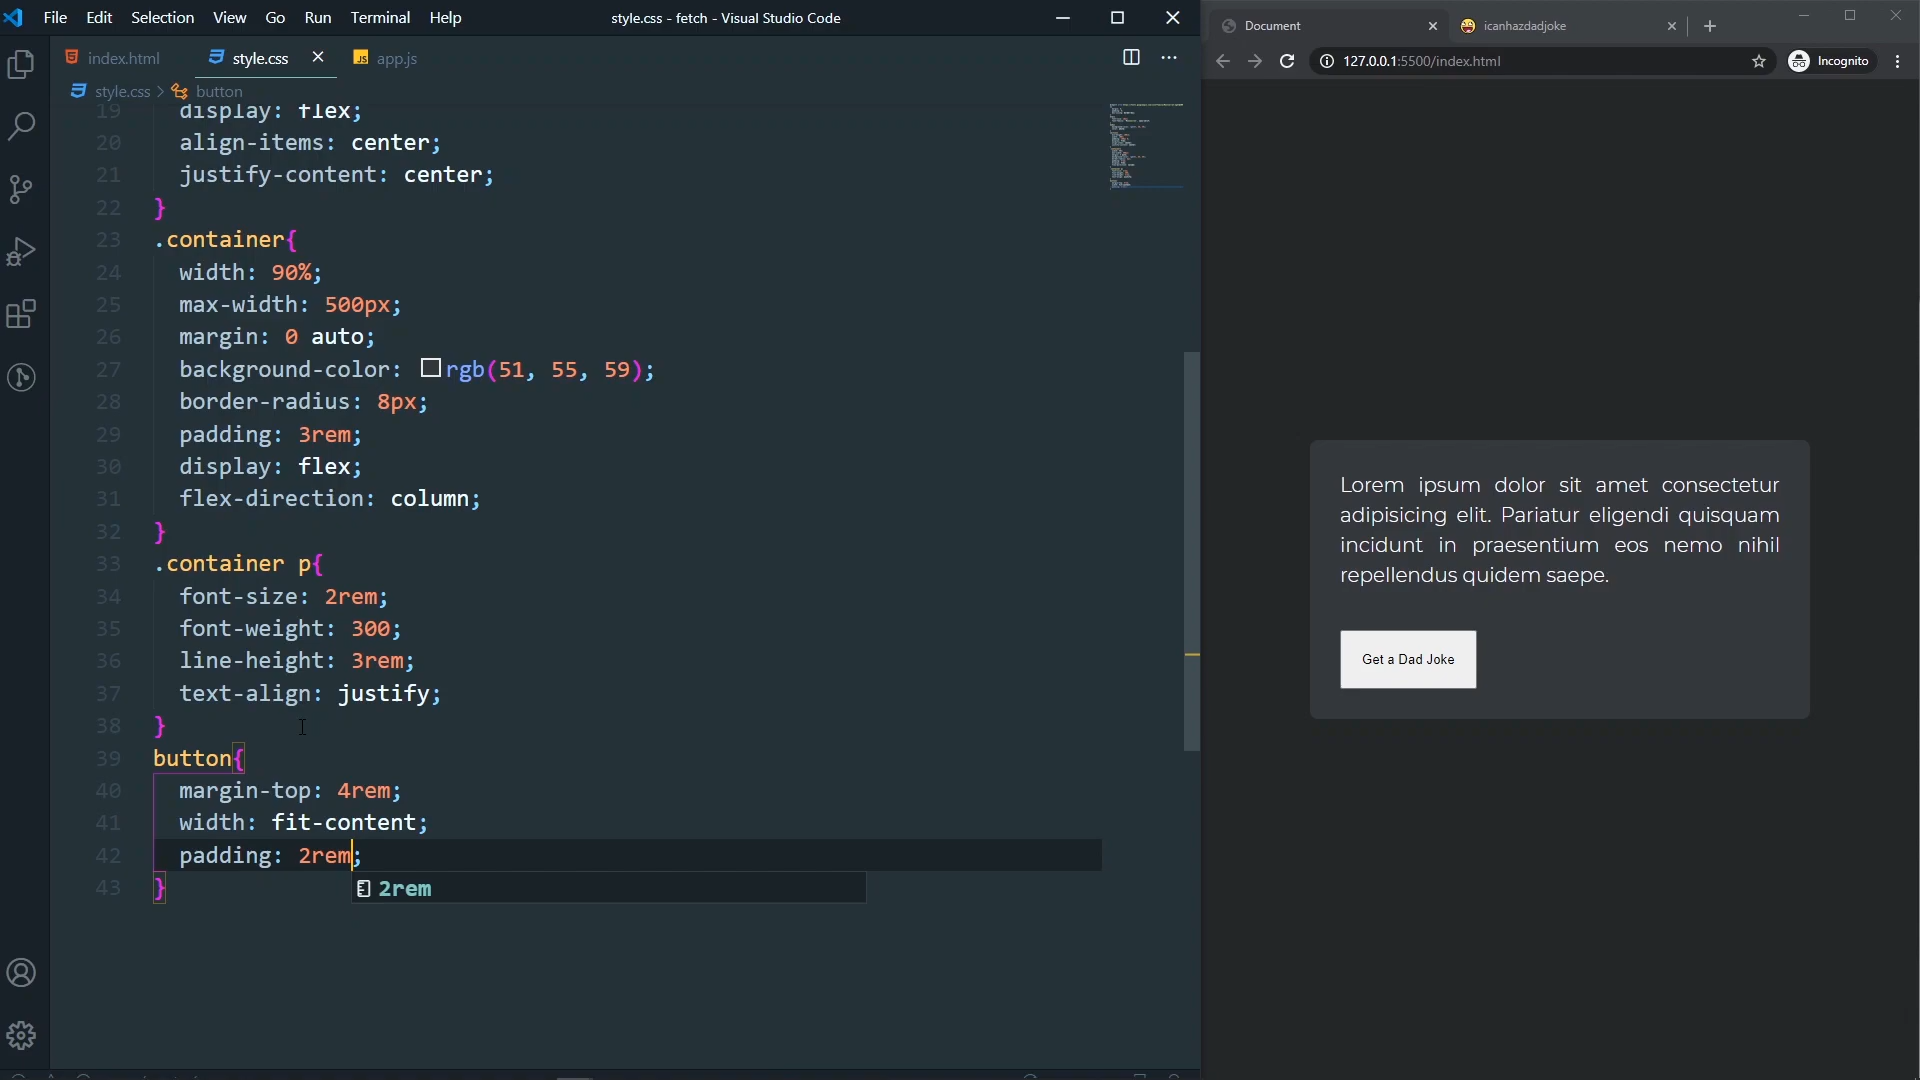 File Edit Selection View Go Run Terminal Help
style.css - fetch - Visual Studio Code
index.html
style.css
app.js
style.css > button
19 display: flex;
20 align-items: center;
21 justify-content: center;
22 }
23 .container{
24 width: 90%;
25 max-width: 500px;
26 margin: 0 auto;
27 background-color: rgb(51, 55, 59);
28 border-radius: 8px;
29 padding: 3rem;
30 display: flex;
31 flex-direction: column;
32 }
33 .container p{
34 font-size: 2rem;
35 font-weight: 300;
36 line-height: 3rem;
37 text-align: justify;
38 }
39 button{
40 margin-top: 4rem;
41 width: fit-content;
42 padding: 2rem;
43 }
2rem
Document
icanhazdadjoke
127.0.0.1:5500/index.html
Incognito
Lorem ipsum dolor sit amet consectetur
adipisicing elit. Pariatur eligendi quisquam
incidunt in praesentium eos nemo nihil
repellendus quidem saepe.
Get a Dad Joke